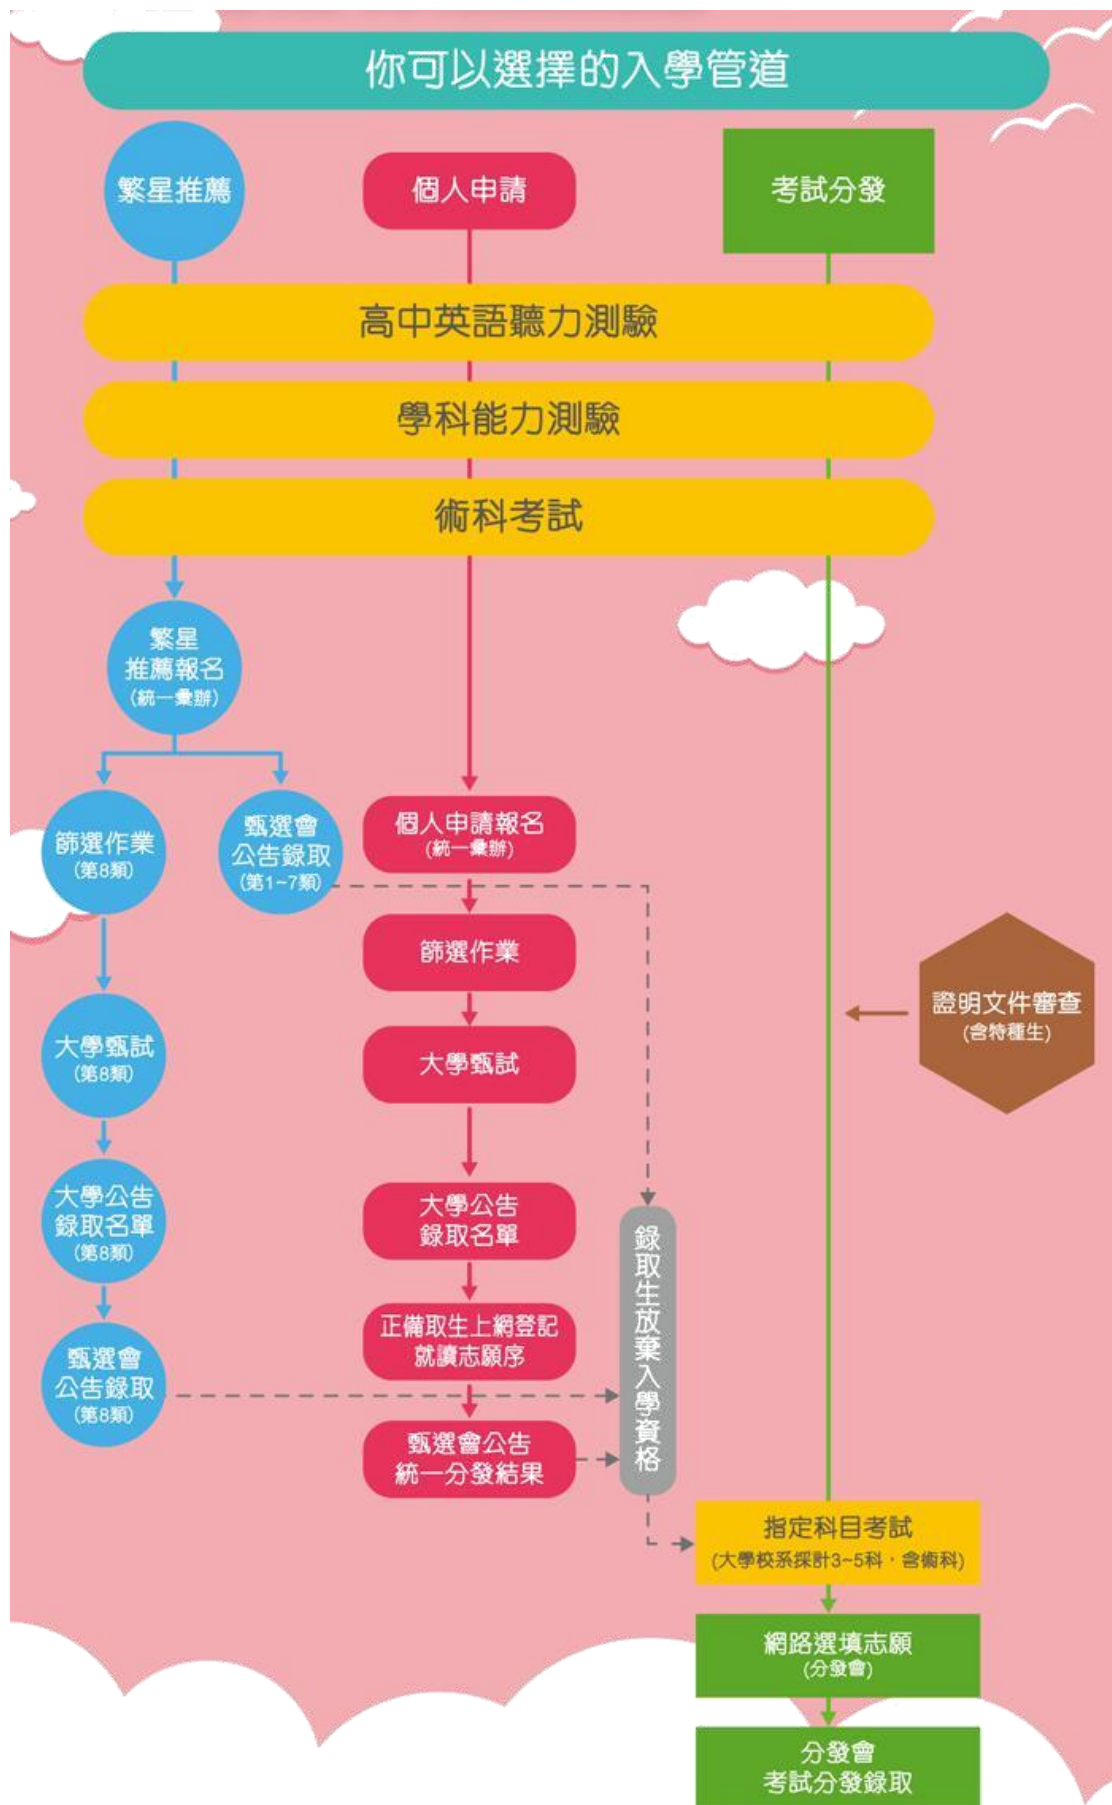 你可以選擇的入學管道
繁星推薦
個人申請
考試分發
高中英語聽力測驗
學科能力測驗
術科考試
繁星
推薦報名
(統一彙辦)
篩選作業
(第8類)
甄選會
公告錄取
(第1~7類)
個人申請報名
(統一彙辦)
篩選作業
證明文件審查
(含特種生)
大學甄試
(第8類)
大學甄試
大學公告
錄取名單
(第8類)
大學公告
錄取名單
錄取生放棄入學資格
正備取生上網登記
就讀志願序
甄選會
公告錄取
(第8類)
甄選會公告
統一分發結果
指定科目考試
(大學校系採計3~5科，含術科)
網路選填志願
(分發會)
分發會
考試分發錄取